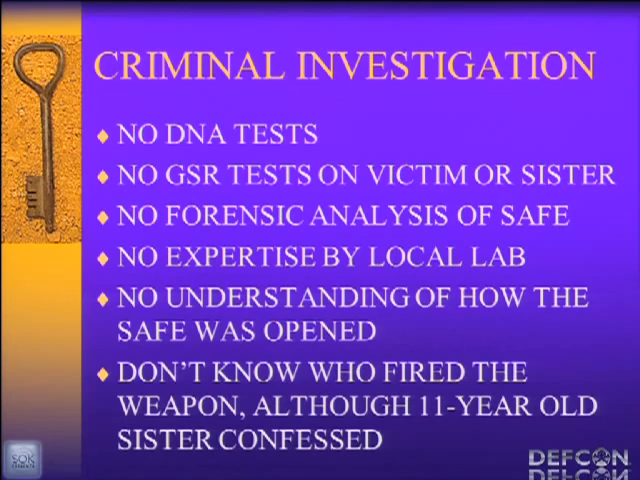 CRIMINAL INVESTIGATION
NO DNA TESTS
NO GSR TESTS ON VICTIM OR SISTER
NO FORENSIC ANALYSIS OF SAFE
NO EXPERTISE BY LOCAL LAB
NO UNDERSTANDING OF HOW THE
SAFE WAS OPENED
DON'T KNOW WHO FIRED THE
WEAPON, ALTHOUGH 11-YEAR OLD
SISTER CONFESSED
SOK
DEFCON